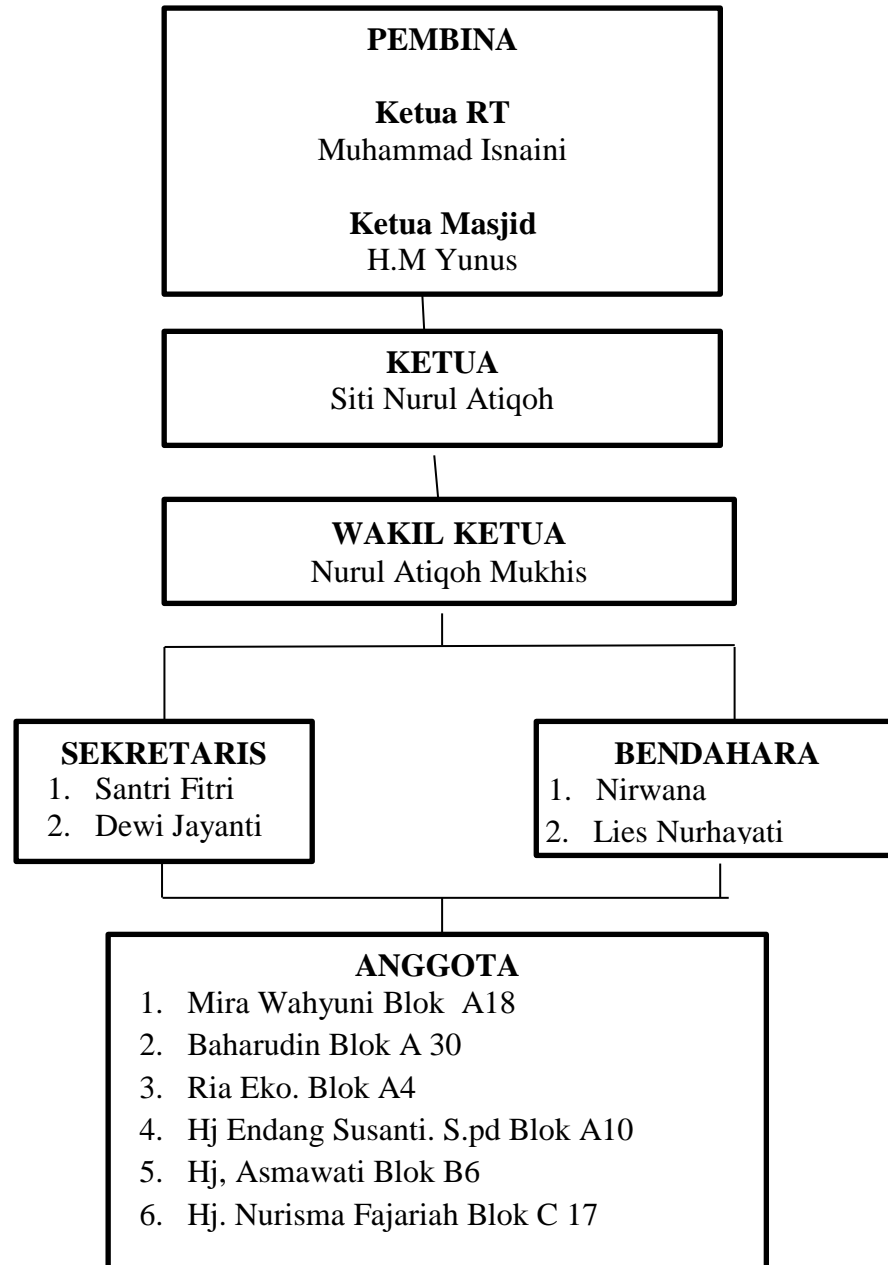 PEMBINA
Ketua RT
Muhammad Isnaini
Ketua Masjid
H.M Yunus
KETUA
Siti Nurul Atiqoh
WAKIL KETUA
Nurul Atiqoh Mukhis
SEKRETARIS
1. Santri Fitri
2. Dewi Jayanti
BENDAHARA
1. Nirwana
2. Lies Nurhayati
ANGGOTA
1. Mira Wahyuni Blok A18
2. Baharudin Blok A 30
3. Ria Eko. Blok A4
4. Hj Endang Susanti. S.pd Blok A10
5. Hj, Asmawati Blok B6
6. Hj. Nurisma Fajariah Blok C 17